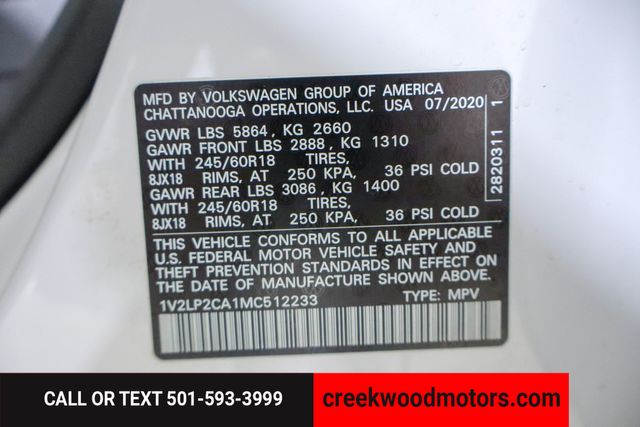 MFD BY VOLKSWAGEN GROUP OF AMERICA
CHATTANOOGA OPERATIONS, LLC. USA 07/2020
GVWR LBS 5864, KG 2660
GAWR FRONT LBS 2888, KG 1310
WITH 245/60R18 TIRES,
8JX18 RIMS, AT 250 KPA, 36 PSI COLD
GAWR REAR LBS 3086, KG 1400
WITH 245/60R18 TIRES,
8JX18 RIMS, AT 250 KPA, 36 PSI COLD
THIS VEHICLE CONFORMS TO ALL APPLICABLE
U.S. FEDERAL MOTOR VEHICLE SAFETY AND
THEFT PREVENTION STANDARDS IN EFFECT ON
THE DATE OF MANUFACTURE SHOWN ABOVE.
1V2LP2CA1MC512233 TYPE: MPV
2820311 1
CALL OR TEXT 501-593-3999
creekwoodmotors.com/